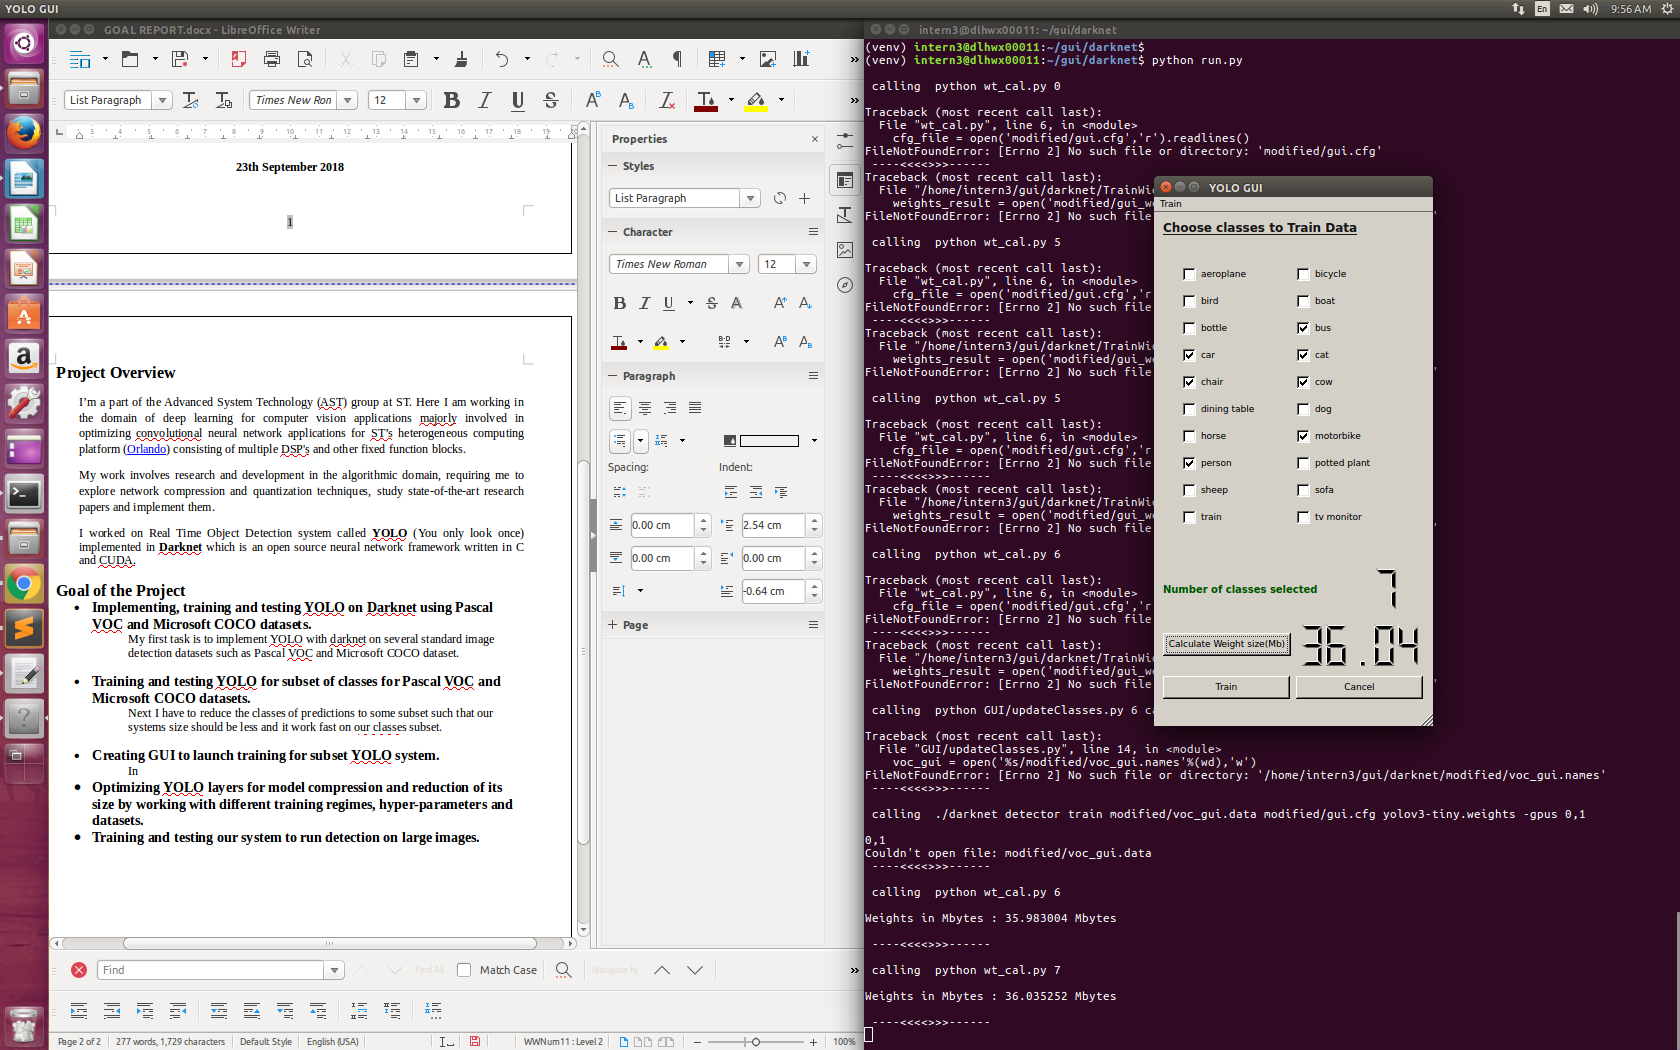 YOLO GUI
En
9:56 AM
GOAL REPORT.docx - LibreOffice Writer
List Paragraph
Times New Ron
12
3 4 5 6 7 8 9 10 11 12 13 14 15 16 17 18 19
23th September 2018
1
Project Overview
I'm a part of the Advanced System Technology (AST) group at ST. Here I am working in
the domain of deep learning for computer vision applications majorly involved in
optimizing convolutional neural network applications for ST's heterogeneous computing
platform (Orlando) consisting of multiple DSP's and other fixed function blocks.
My work involves research and development in the algorithmic domain, requiring me to
explore network compression and quantization techniques, study state-of-the-art research
papers and implement them.
I worked on Real Time Object Detection system called YOLO (You only look once)
implemented in Darknet which is an open source neural network framework written in C
and CUDA.
Goal of the Project
• Implementing, training and testing YOLO on Darknet using Pascal
VOC and Microsoft COCO datasets.
My first task is to implement YOLO with darknet on several standard image
detection datasets such as Pascal VOC and Microsoft COCO dataset.
• Training and testing YOLO for subset of classes for Pascal VOC and
Microsoft COCO datasets.
Next I have to reduce the classes of predictions to some subset such that our
systems size should be less and it work fast on our classes subset.
• Creating GUI to launch training for subset YOLO system.
In
• Optimizing YOLO layers for model compression and reduction of its
size by working with different training regimes, hyper-parameters and
datasets.
• Training and testing our system to run detection on large images.
Properties
Styles
List Paragraph
Character
Times New Roman
12
Paragraph
Spacing:
Indent:
0.00 cm
2.54 cm
0.00 cm
0.00 cm
-0.64 cm
Page
Find
Find All
Match Case
Navigate by
Page 2 of 2
277 words, 1,729 characters
Default Style
English (USA)
WWNum11 : Level 2
100%
intern3@dlhwx00011: ~/gui/darknet
(venv) intern3@dlhwx00011:~/gui/darknet$
(venv) intern3@dlhwx00011:~/gui/darknet$ python run.py
calling  python wt_cal.py 0
Traceback (most recent call last):
File "wt_cal.py", line 6, in <module>
cfg_file = open('modified/gui.cfg','r').readlines()
FileNotFoundError: [Errno 2] No such file or directory: 'modified/gui.cfg'
----<<<<>>>------
Traceback (most recent call last):
File "/home/intern3/gui/darknet/TrainWi
weights_result = open('modified/gui_w
FileNotFoundError: [Errno 2] No such file
calling  python wt_cal.py 5
Traceback (most recent call last):
File "wt_cal.py", line 6, in <module>
cfg_file = open('modified/gui.cfg','r
FileNotFoundError: [Errno 2] No such file
----<<<<>>>------
Traceback (most recent call last):
File "/home/intern3/gui/darknet/TrainWi
weights_result = open('modified/gui_w
FileNotFoundError: [Errno 2] No such file
calling  python wt_cal.py 5
Traceback (most recent call last):
File "wt_cal.py", line 6, in <module>
cfg_file = open('modified/gui.cfg','r
FileNotFoundError: [Errno 2] No such file
----<<<<>>>------
Traceback (most recent call last):
File "/home/intern3/gui/darknet/TrainWi
weights_result = open('modified/gui_w
FileNotFoundError: [Errno 2] No such file
calling  python wt_cal.py 6
Traceback (most recent call last):
File "wt_cal.py", line 6, in <module>
cfg_file = open('modified/gui.cfg','r
FileNotFoundError: [Errno 2] No such file
----<<<<>>>------
Traceback (most recent call last):
File "/home/intern3/gui/darknet/TrainWi
weights_result = open('modified/gui_w
FileNotFoundError: [Errno 2] No such file
calling  python GUI/updateClasses.py 6 c
Traceback (most recent call last):
File "GUI/updateClasses.py", line 14, in <module>
voc_gui = open('%s/modified/voc_gui.names'%(wd),'w')
FileNotFoundError: [Errno 2] No such file or directory: '/home/intern3/gui/darknet/modified/voc_gui.names'
----<<<<>>>------
calling  ./darknet detector train modified/voc_gui.data modified/gui.cfg yolov3-tiny.weights -gpus 0,1
0,1
Couldn't open file: modified/voc_gui.data
----<<<<>>>------
calling  python wt_cal.py 6
Weights in Mbytes : 35.983004 Mbytes
----<<<<>>>------
calling  python wt_cal.py 7
Weights in Mbytes : 36.035252 Mbytes
----<<<<>>>------
YOLO GUI
Train
Choose classes to Train Data
aeroplane
bicycle
bird
boat
bottle
bus
car
cat
chair
cow
dining table
dog
horse
motorbike
person
potted plant
sheep
sofa
train
tv monitor
Number of classes selected
7
Calculate Weight size(Mb)
36.04
Train
Cancel